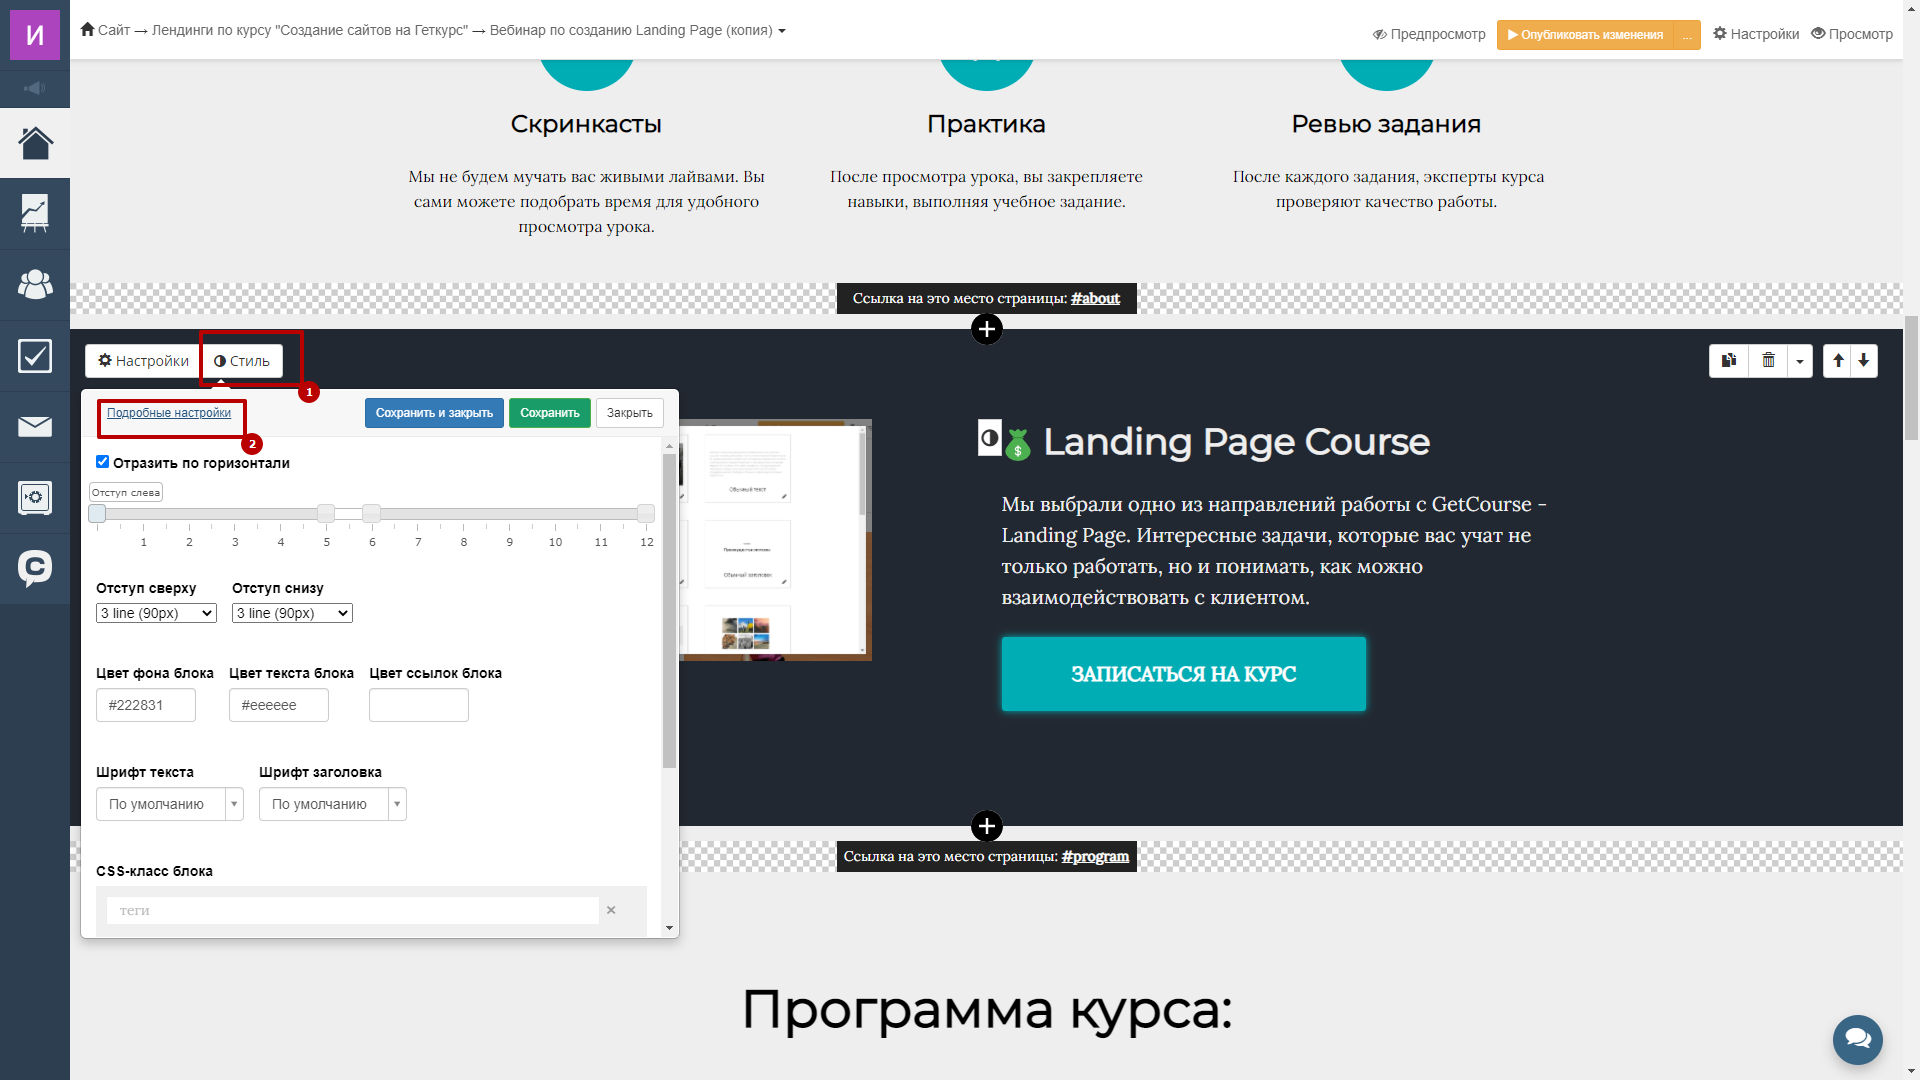 И
Сайт → Лендинги по курсу "Создание сайтов на Геткурс" → Вебинар по созданию Landing Page (копия)
Предпросмотр
Опубликовать изменения
...
Настройки
Просмотр
Скринкасты
Мы не будем мучать вас живыми лайвами. Вы
сами можете подобрать время для удобного
просмотра урока.
Практика
После просмотра урока, вы закрепляете
навыки, выполняя учебное задание.
Ревью задания
После каждого задания, эксперты курса
проверяют качество работы.
Ссылка на это место страницы: #about
Настройки
Стиль
1
Подробные настройки
2
Сохранить и закрыть
Сохранить
Закрыть
Отразить по горизонтали
Отступ слева
1 2 3 4 5 6 7 8 9 10 11 12
Отступ сверху
Отступ снизу
3 line (90px)
3 line (90px)
Цвет фона блока
Цвет текста блока
Цвет ссылок блока
#222831
#eeeeee
Шрифт текста
Шрифт заголовка
По умолчанию
По умолчанию
CSS-класс блока
теги
×
Обычный текст
Обычный заголовок
$ Landing Page Course
Мы выбрали одно из направлений работы с GetCourse -
Landing Page. Интересные задачи, которые вас учат не
только работать, но и понимать, как можно
взаимодействовать с клиентом.
ЗАПИСАТЬСЯ НА КУРС
Ссылка на это место страницы: #program
Программа курса: